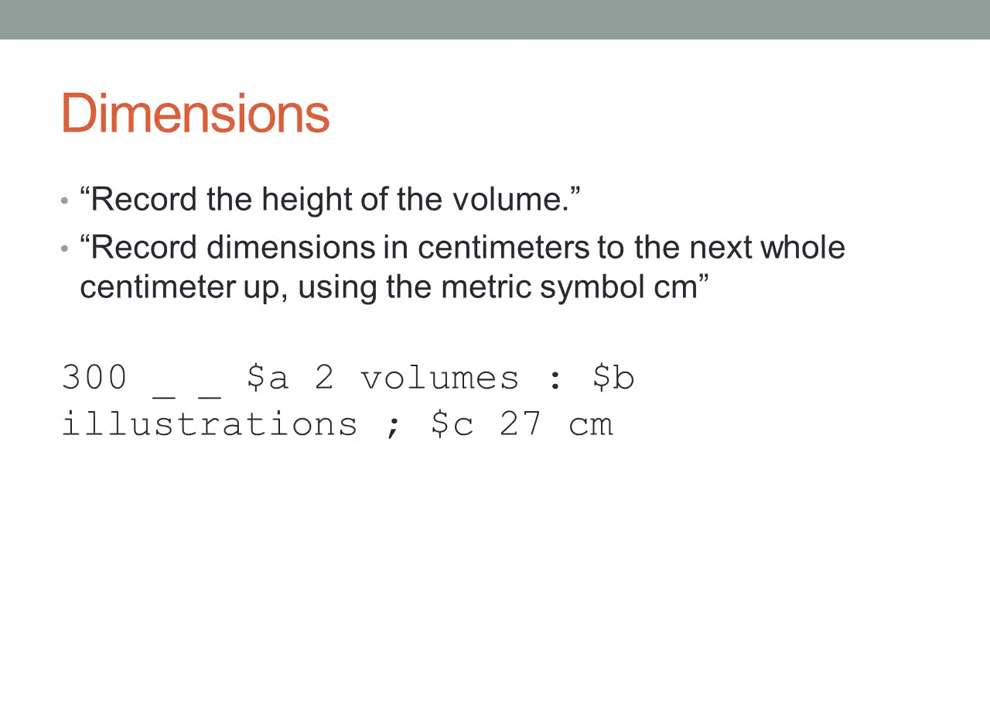 Dimensions
• “Record the height of the volume.”
• “Record dimensions in centimeters to the next whole
centimeter up, using the metric symbol cm”
300 _ _ $a 2 volumes : $b
illustrations ; $c 27 cm